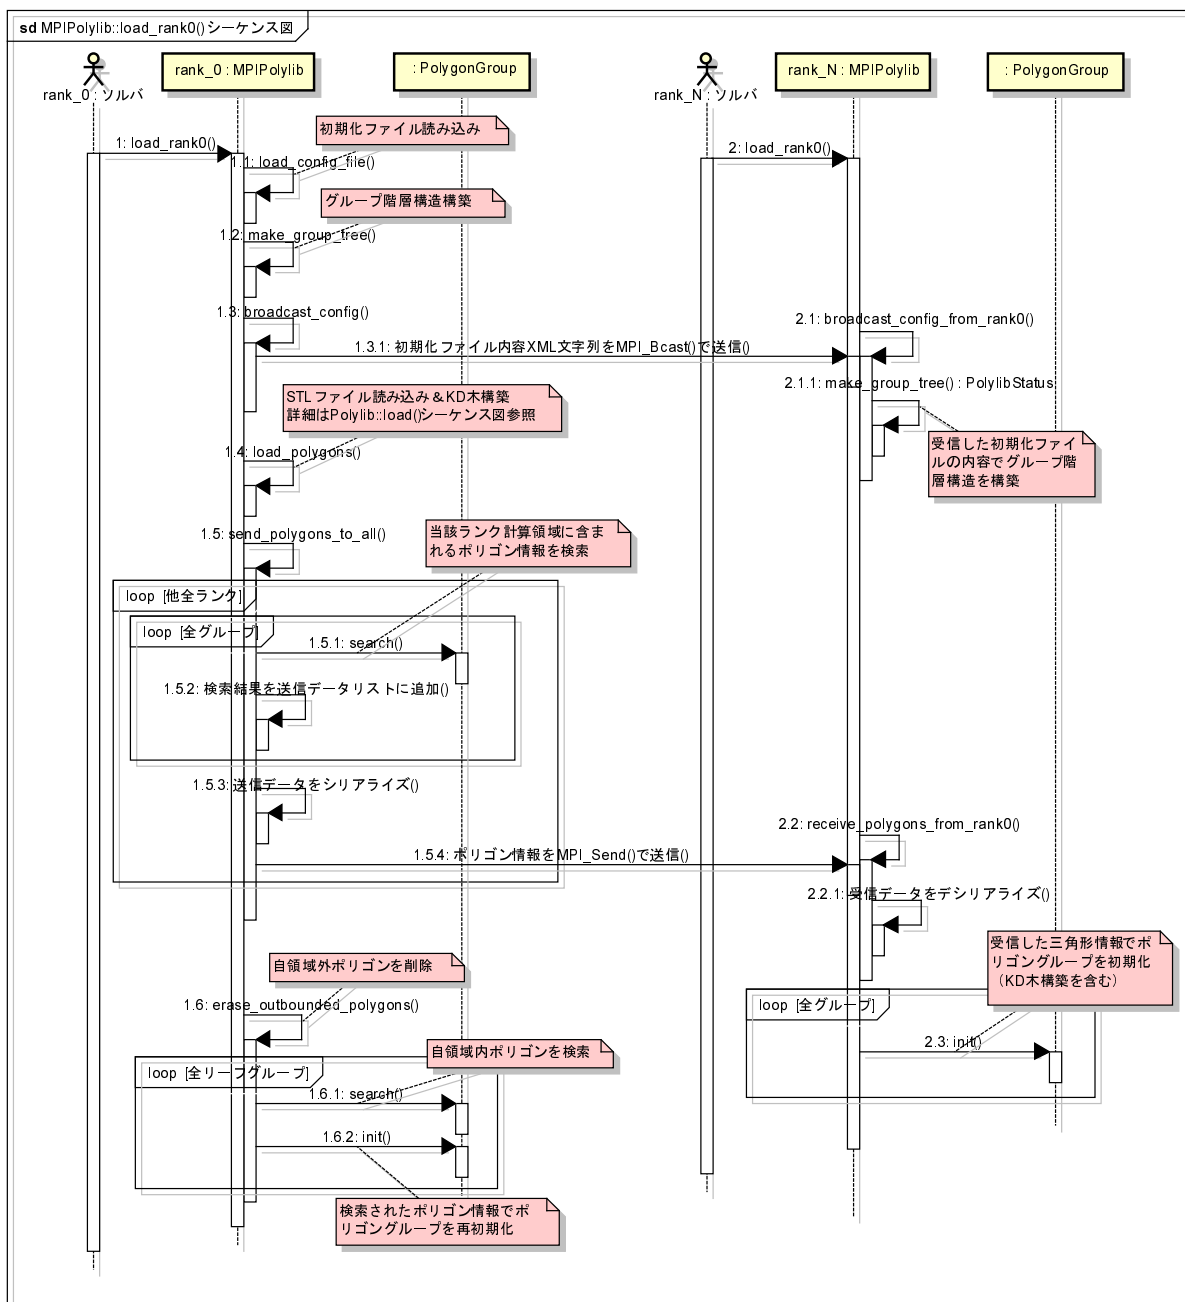 sd MPIPolylib::load_rank0()シーケンス図
rank_0 : ソルバ
rank_0 : MPIPolylib
: PolygonGroup
rank_N : ソルバ
rank_N : MPIPolylib
: PolygonGroup
初期化ファイル読み込み
1: load_rank0()
2: load_rank0()
1.1: load_config_file()
グループ階層構造構築
1.2: make_group_tree()
1.3: broadcast_config()
2.1: broadcast_config_from_rank0()
1.3.1: 初期化ファイル内容XML文字列をMPI_Bcast()で送信()
2.1.1: make_group_tree() : PolylibStatus
STLファイル読み込み＆KD木構築
詳細はPolylib::load()シーケンス図参照
受信した初期化ファイ
ルの内容でグループ階
層構造を構築
1.4: load_polygons()
当該ランク計算領域に含ま
れるポリゴン情報を検索
1.5: send_polygons_to_all()
loop [他全ランク]
loop [全グループ]
1.5.1: search()
1.5.2: 検索結果を送信データリストに追加()
1.5.3: 送信データをシリアライズ()
2.2: receive_polygons_from_rank0()
1.5.4: ポリゴン情報をMPI_Send()で送信()
2.2.1: 受信データをデシリアライズ()
受信した三角形情報でポ
リゴングループを初期化
（KD木構築を含む）
自領域外ポリゴンを削除
1.6: erase_outbounded_polygons()
loop [全グループ]
2.3: init()
自領域内ポリゴンを検索
loop [全リーフグループ]
1.6.1: search()
1.6.2: init()
検索されたポリゴン情報でポ
リゴングループを再初期化